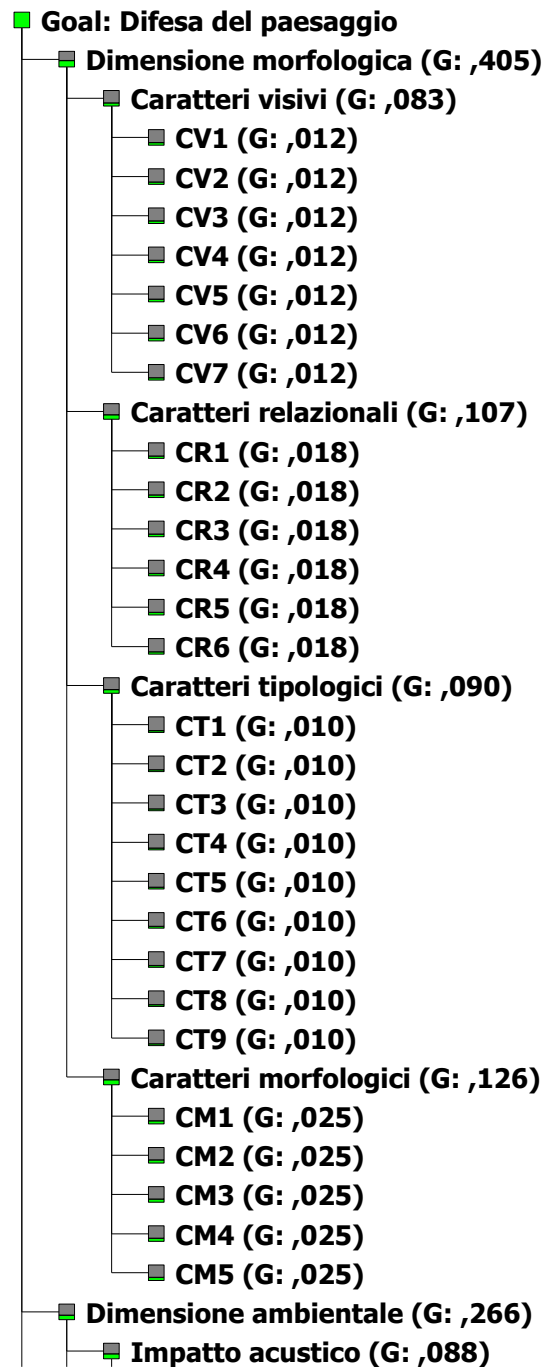 Goal: Difesa del paesaggio
Dimensione morfologica (G: ,405)
Caratteri visivi (G: ,083)
CV1 (G: ,012)
CV2 (G: ,012)
CV3 (G: ,012)
CV4 (G: ,012)
CV5 (G: ,012)
CV6 (G: ,012)
CV7 (G: ,012)
Caratteri relazionali (G: ,107)
CR1 (G: ,018)
CR2 (G: ,018)
CR3 (G: ,018)
CR4 (G: ,018)
CR5 (G: ,018)
CR6 (G: ,018)
Caratteri tipologici (G: ,090)
CT1 (G: ,010)
CT2 (G: ,010)
CT3 (G: ,010)
CT4 (G: ,010)
CT5 (G: ,010)
CT6 (G: ,010)
CT7 (G: ,010)
CT8 (G: ,010)
CT9 (G: ,010)
Caratteri morfologici (G: ,126)
CM1 (G: ,025)
CM2 (G: ,025)
CM3 (G: ,025)
CM4 (G: ,025)
CM5 (G: ,025)
Dimensione ambientale (G: ,266)
Impatto acustico (G: ,088)